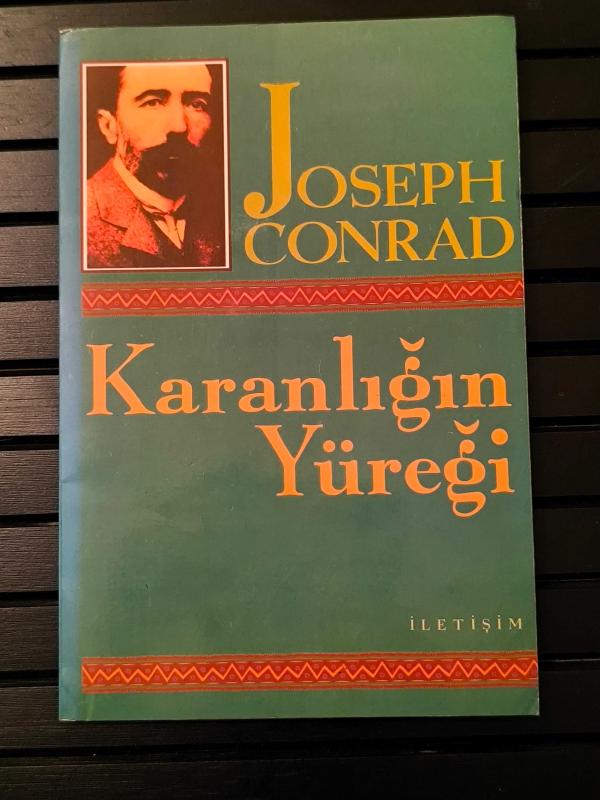 JOSEPH
CONRAD
Karanlığın
Yüreği
İLETİŞİM